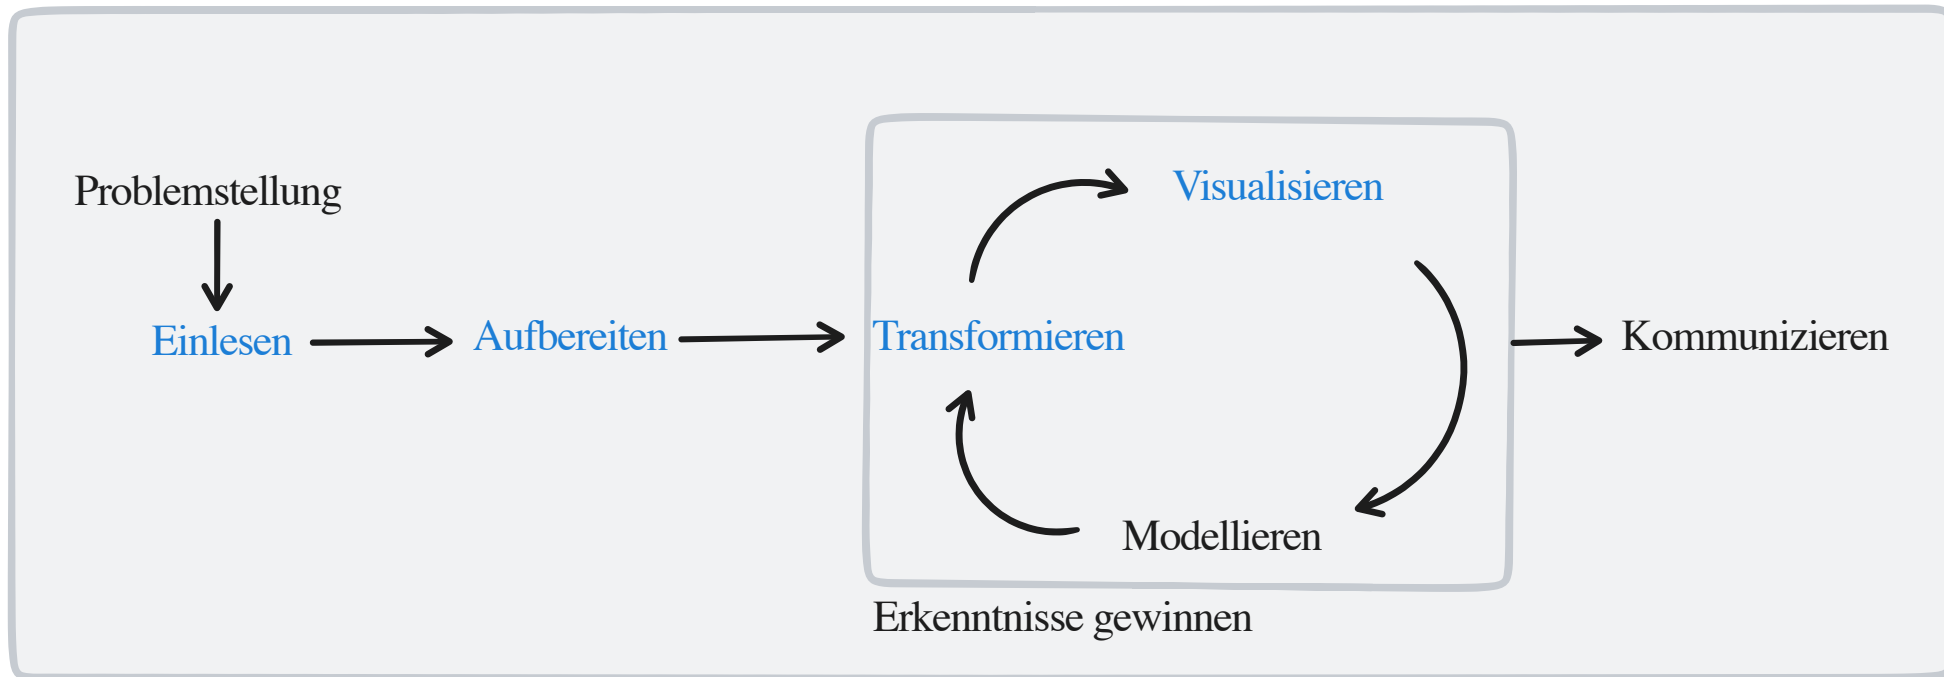 Problemstellung
Einlesen
Aufbereiten
Transformieren
Visualisieren
Modellieren
Erkenntnisse gewinnen
Kommunizieren